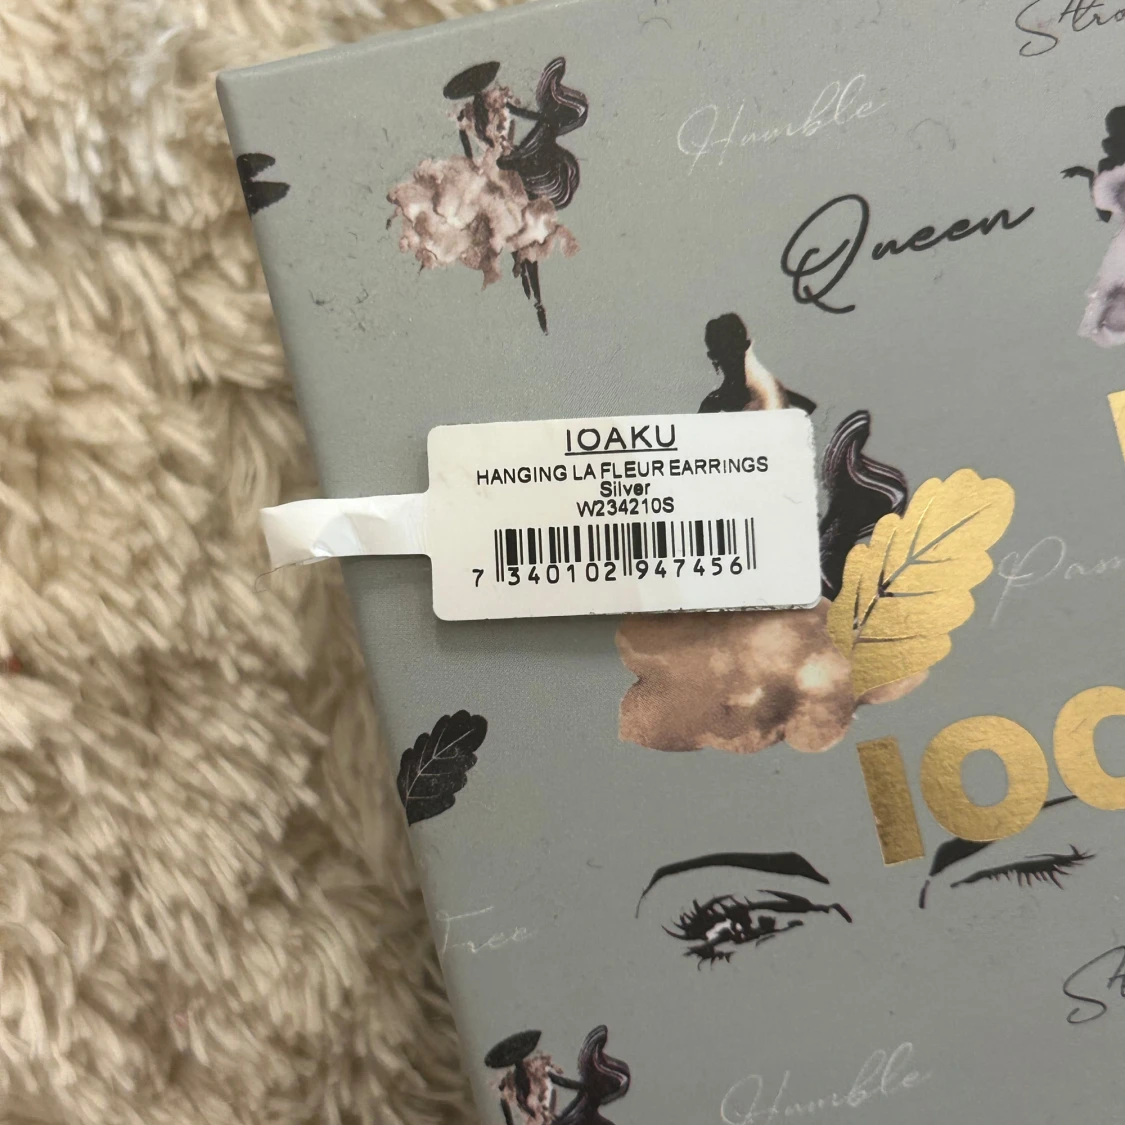 Humble
Queen
IOAKU
HANGING LA FLEUR EARRINGS
Silver
W234210S
7 340102 947456
Free
Humble